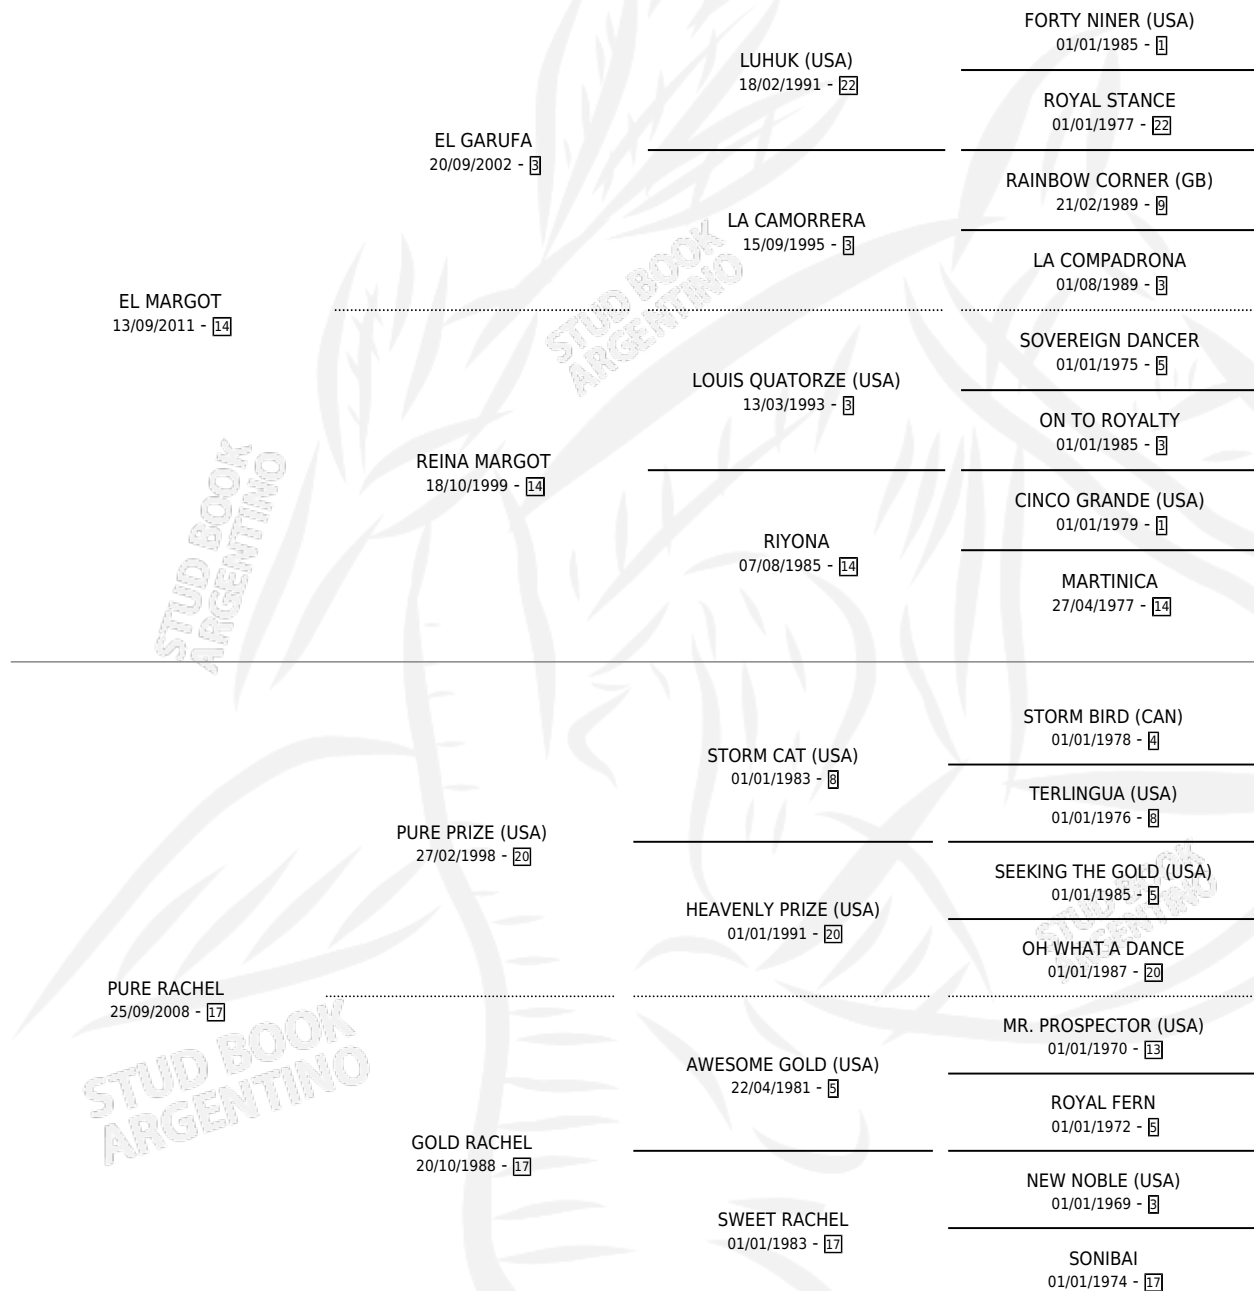 FORTY NINER (USA)
01/01/1985 - 1
LUHUK (USA)
18/02/1991 - 22
ROYAL STANCE
01/01/1977 - 22
EL GARUFA
20/09/2002 - 3
RAINBOW CORNER (GB)
21/02/1989 - 9
LA CAMORRERA
15/09/1995 - 3
LA COMPADRONA
01/08/1989 - 3
EL MARGOT
13/09/2011 - 14
STUD BOOK
ARGENTINO
SOVEREIGN DANCER
01/01/1975 - 5
LOUIS QUATORZE (USA)
13/03/1993 - 3
ON TO ROYALTY
01/01/1985 - 3
REINA MARGOT
18/10/1999 - 14
CINCO GRANDE (USA)
01/01/1979 - 1
RIYONA
07/08/1985 - 14
MARTINICA
27/04/1977 - 14
STUD BOOK
ARGENTINO
STORM BIRD (CAN)
01/01/1978 - 4
STORM CAT (USA)
01/01/1983 - 8
TERLINGUA (USA)
01/01/1976 - 8
PURE PRIZE (USA)
27/02/1998 - 20
SEEKING THE GOLD (USA)
01/01/1985 - 5
HEAVENLY PRIZE (USA)
01/01/1991 - 20
OH WHAT A DANCE
01/01/1987 - 20
STUD BOOK
ARGENTINO
PURE RACHEL
25/09/2008 - 17
MR. PROSPECTOR (USA)
01/01/1970 - 13
AWESOME GOLD (USA)
22/04/1981 - 5
ROYAL FERN
01/01/1972 - 5
STUD BOOK
ARGENTINO
GOLD RACHEL
20/10/1988 - 17
NEW NOBLE (USA)
01/01/1969 - 3
SWEET RACHEL
01/01/1983 - 17
SONIBAI
01/01/1974 - 17